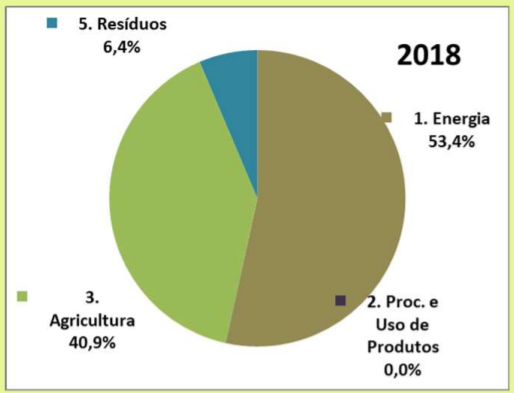 5. Resíduos
6,4%
2018
1. Energia
53,4%
3.
Agricultura
40,9%
2. Proc. e
Uso de
Produtos
0,0%